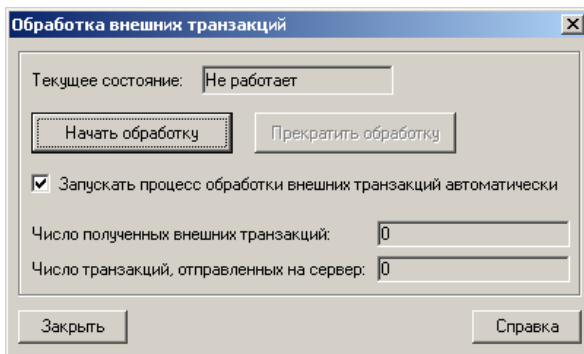 Обработка внешних транзакций
Текущее состояние: Не работает
Начать обработку Прекратить обработку
Запускать процесс обработки внешних транзакций автоматически
Число полученных внешних транзакций: 0
Число транзакций, отправленных на сервер: 0
Закрыть Справка